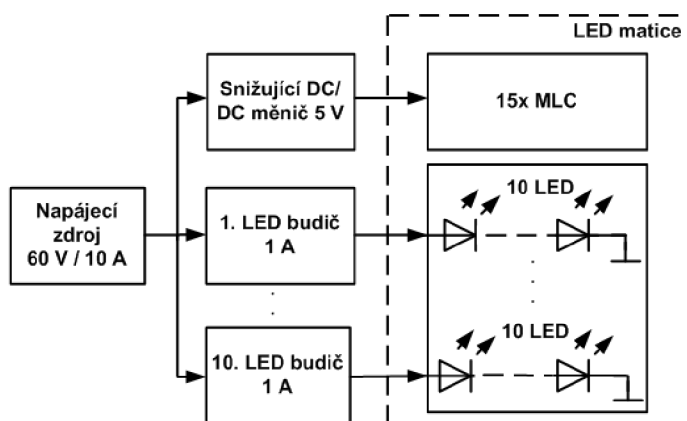 LED matice
Snižující DC/
DC měnič 5 V
15x MLC
Napájecí
zdroj
60 V / 10 A
1. LED budič
1 A
10 LED
10. LED budič
1 A
10 LED